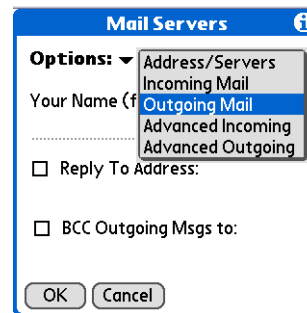 Mail Servers
Options:
Address/Servers
Incoming Mail
Outgoing Mail
Advanced Incoming
Advanced Outgoing
Your Name (f
Reply To Address:
BCC Outgoing Msgs to:
OK Cancel